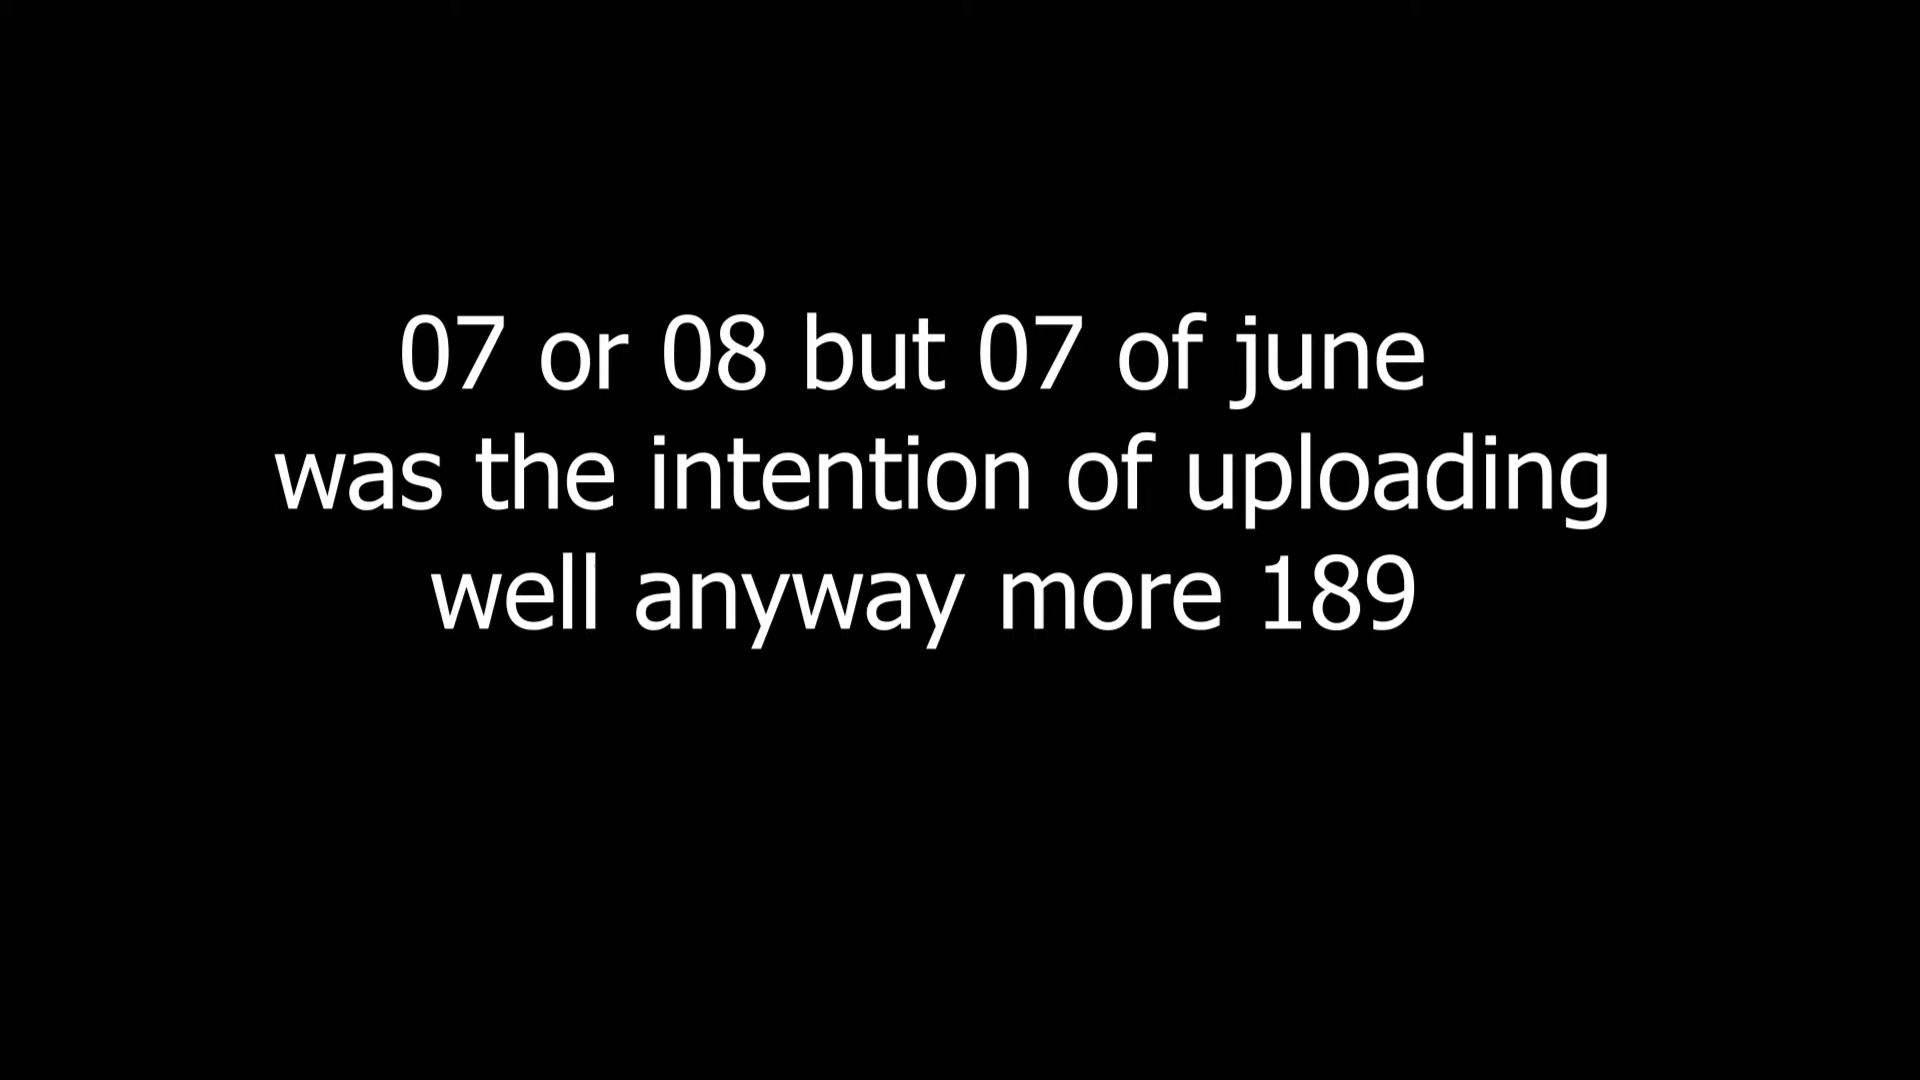 07 or 08 but 07 of june
was the intention of uploading
well anyway more 189